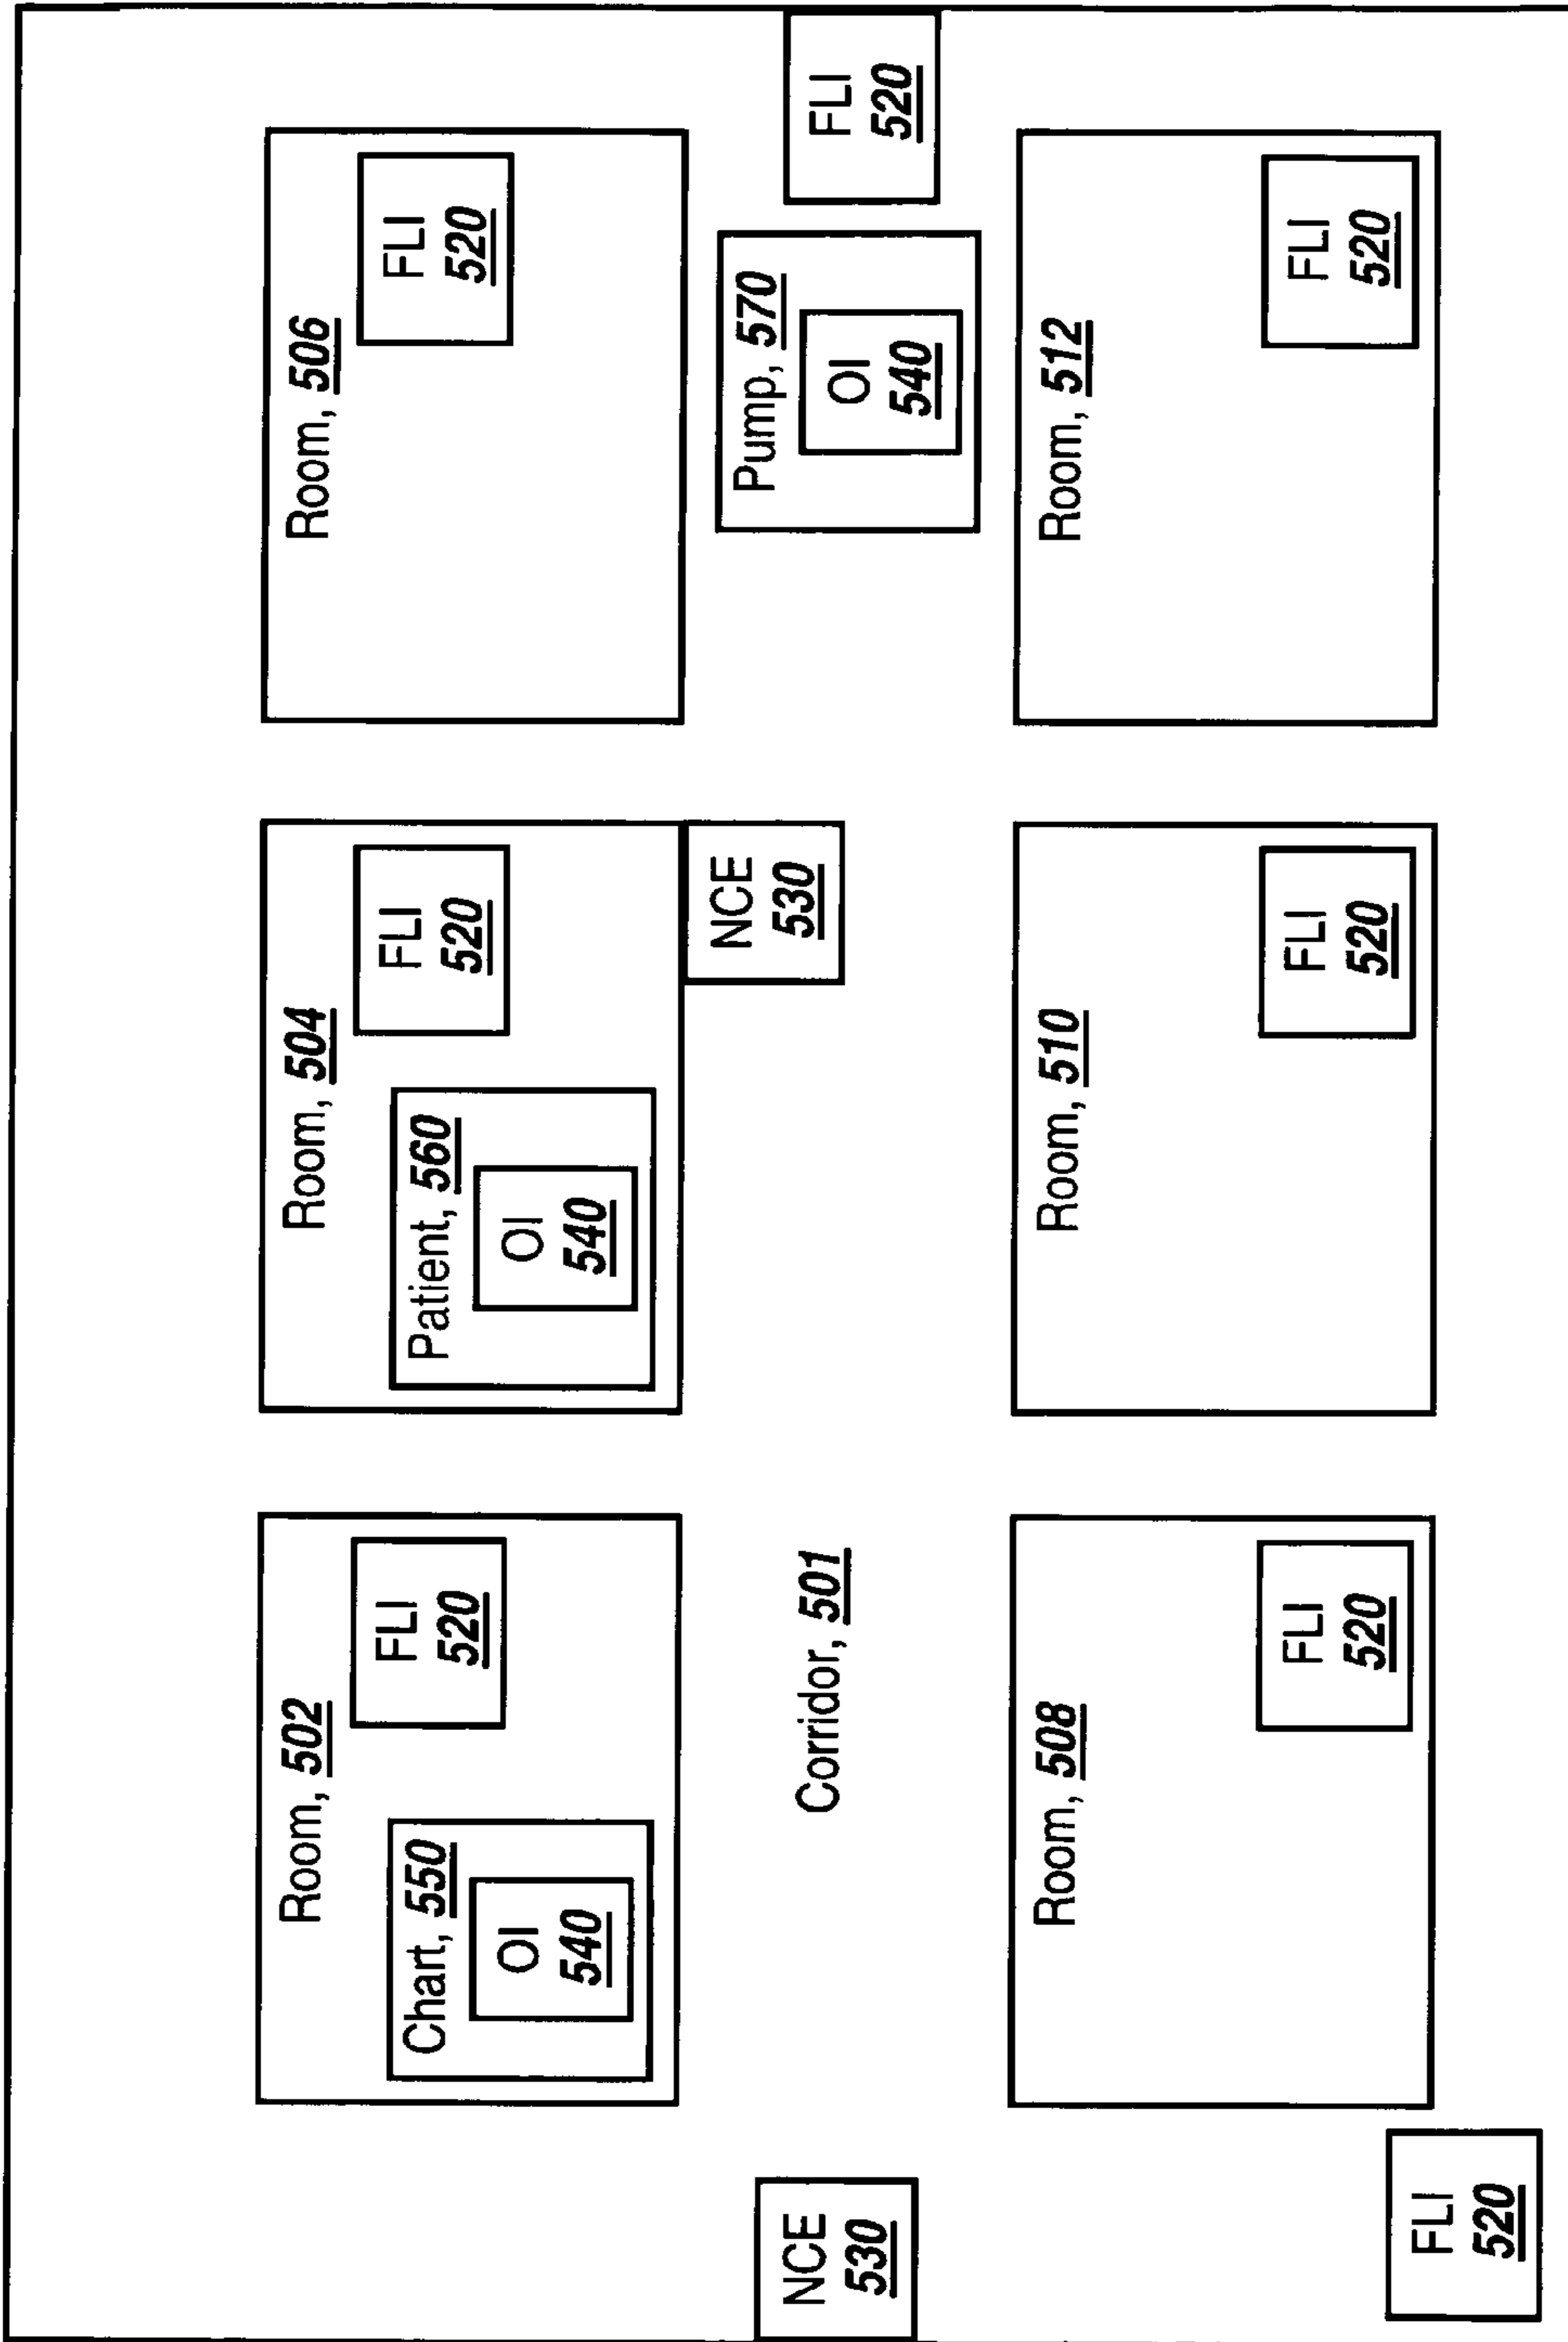 Room, 502
FLI
520
Chart, 550
OI
540
Room, 504
FLI
520
Patient, 560
OI
540
Room, 506
FLI
520
NCE
530
Corridor, 501
NCE
530
Pump, 570
OI
540
FLI
520
Room, 508
FLI
520
Room, 510
FLI
520
Room, 512
FLI
520
FLI
520